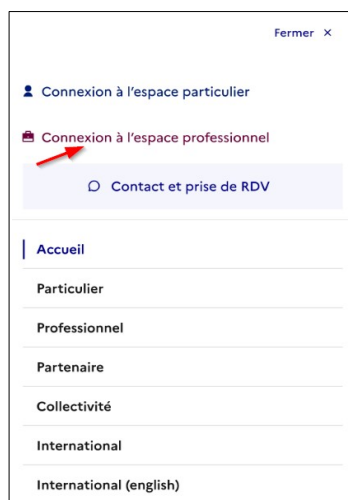 Fermer ×
Connexion à l'espace particulier
Connexion à l'espace professionnel
Contact et prise de RDV
Accueil
Particulier
Professionnel
Partenaire
Collectivité
International
International (english)